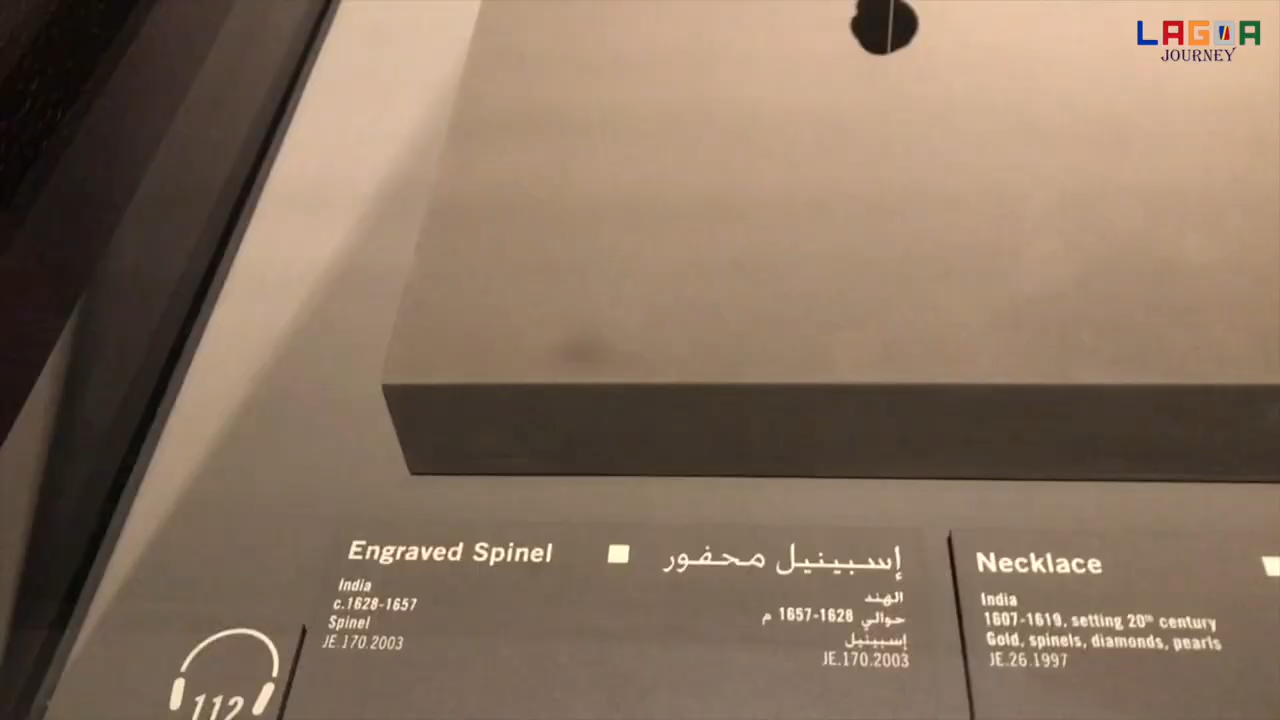 LAGOA
JOURNEY
Engraved Spinel
India
c.1628-1657
Spinel
JE.170.2003
إسبينيل محفور
الهند
حوالي 1628-1657 م
إسبينيل
JE.170.2003
Necklace
India
1607-1619, setting 20th century
Gold, spinels, diamonds, pearls
JE.26.1997
112